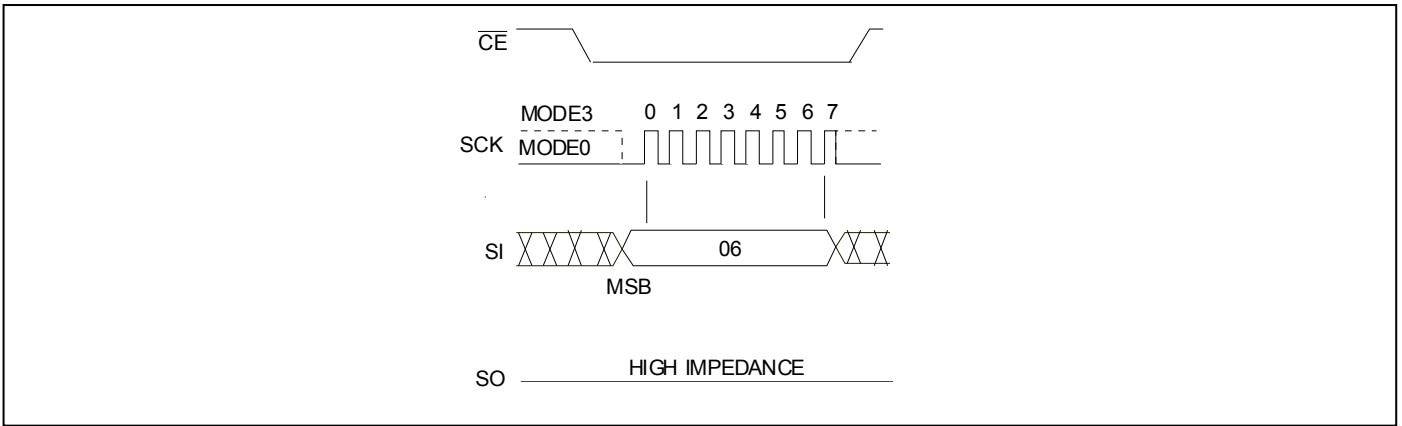 CE
MODE3 0 1 2 3 4 5 6 7
SCK MODE0
SI 06
MSB
HIGH IMPEDANCE
SO